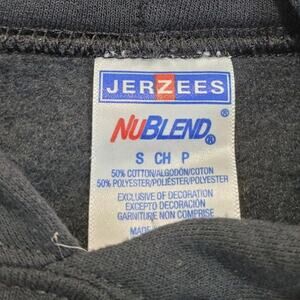 JERZEES
NUBLEND®
S CH P
50% COTTON/ALGODÓN/COTON
50% POLYESTER/POLIÉSTER/POLYESTER
EXCLUSIVE OF DECORATION
EXCEPTO DECORACIÓN
GARNITURE NON COMPRISE
MADE